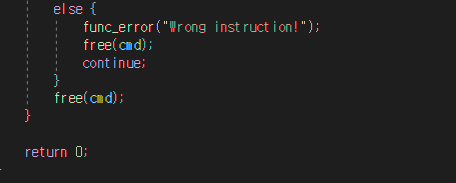 else {
func_error("Wrong instruction!");
free(cmd);
continue;
}
free(cmd);
}
return 0;